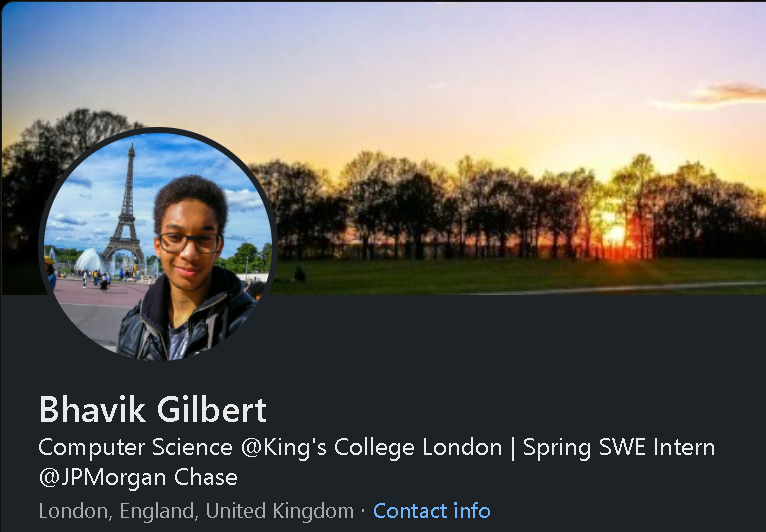 Bhavik Gilbert
Computer Science @King's College London | Spring SWE Intern
@JPMorgan Chase
London, England, United Kingdom · Contact info